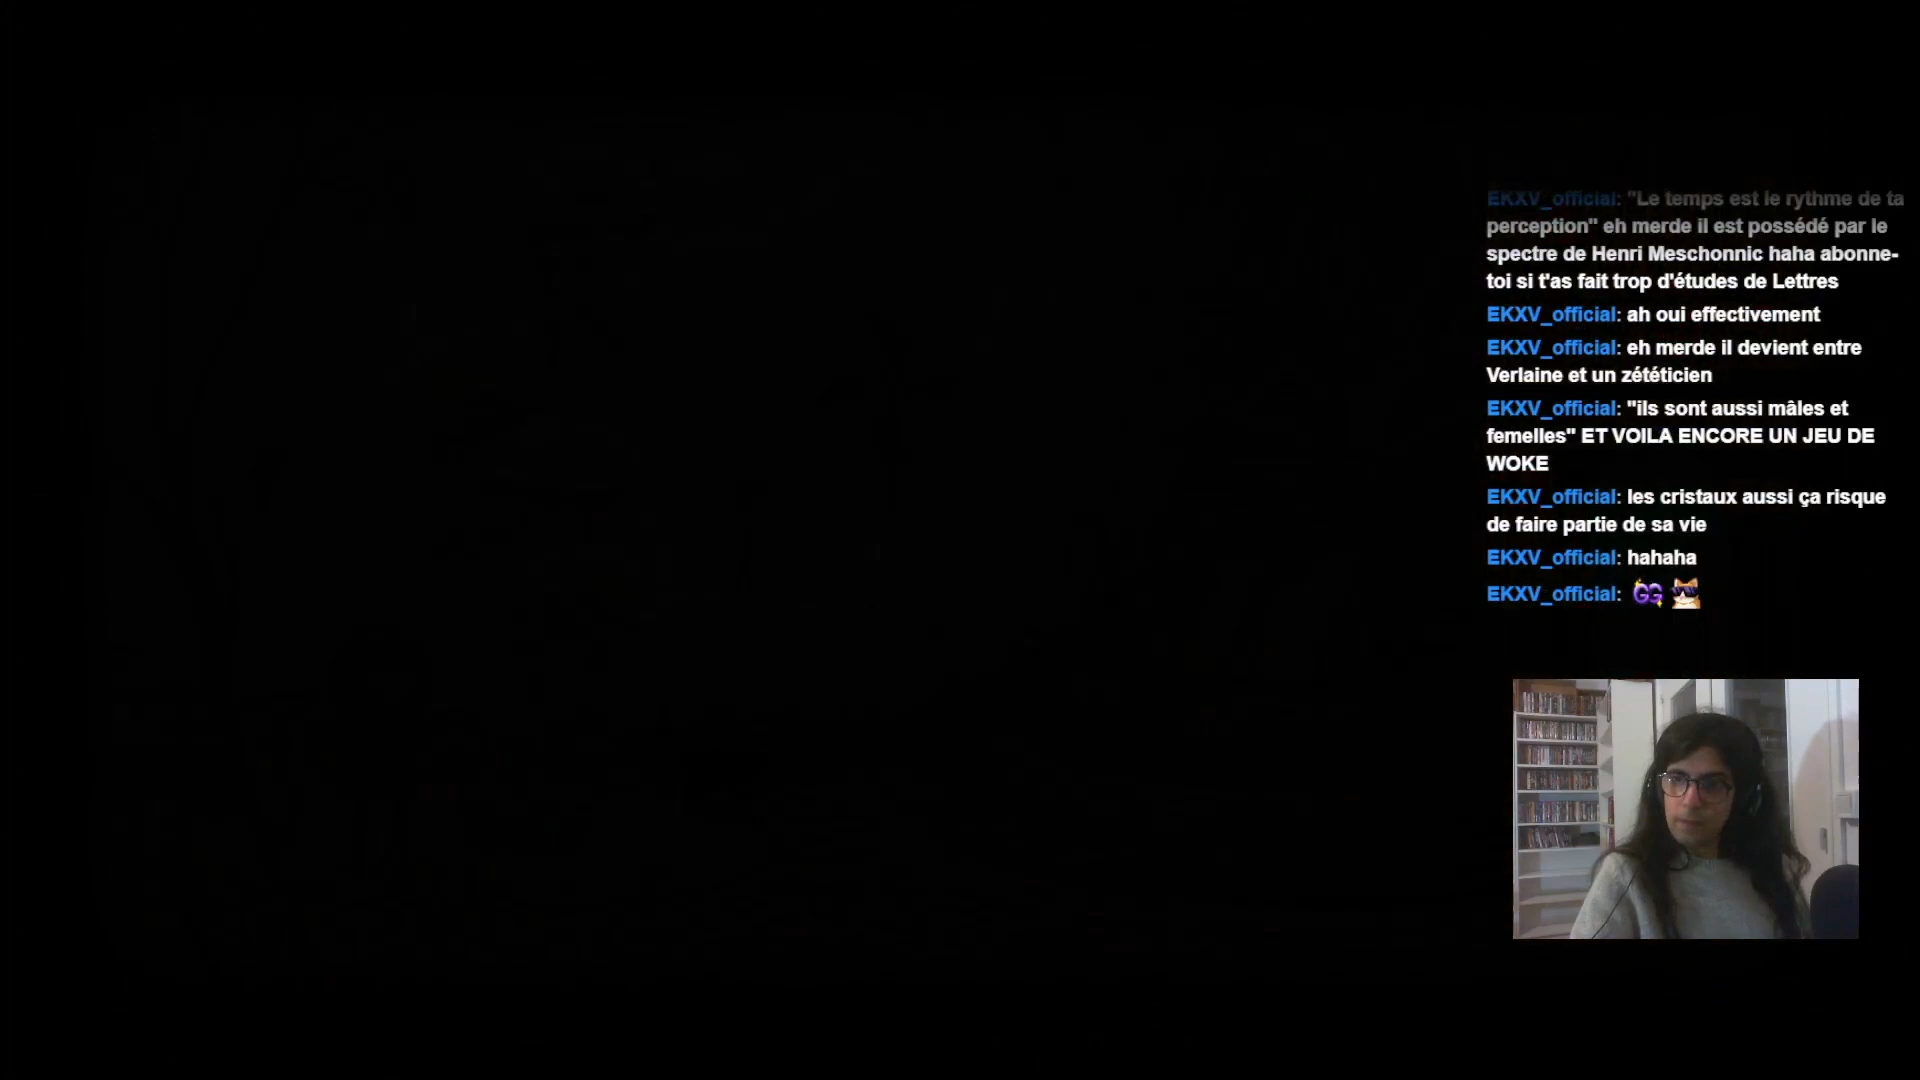 EKXV_official: "Le temps est le rythme de ta
perception" eh merde il est possédé par le
spectre de Henri Meschonnic haha abonne-
toi si t'as fait trop d'études de Lettres
EKXV_official: ah oui effectivement
EKXV_official: eh merde il devient entre
Verlaine et un zététicien
EKXV_official: "ils sont aussi mâles et
femelles" ET VOILA ENCORE UN JEU DE
WOKE
EKXV_official: les cristaux aussi ça risque
de faire partie de sa vie
EKXV_official: hahaha
EKXV_official: GG